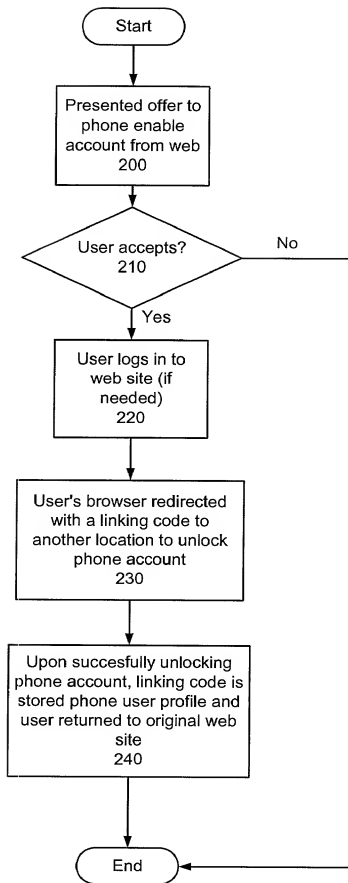 Start
Presented offer to
phone enable
account from web
200
User accepts?
210
No
Yes
User logs in to
web site (if
needed)
220
User's browser redirected
with a linking code to
another location to unlock
phone account
230
Upon succesfully unlocking
phone account, linking code is
stored phone user profile and
user returned to original web
site
240
End